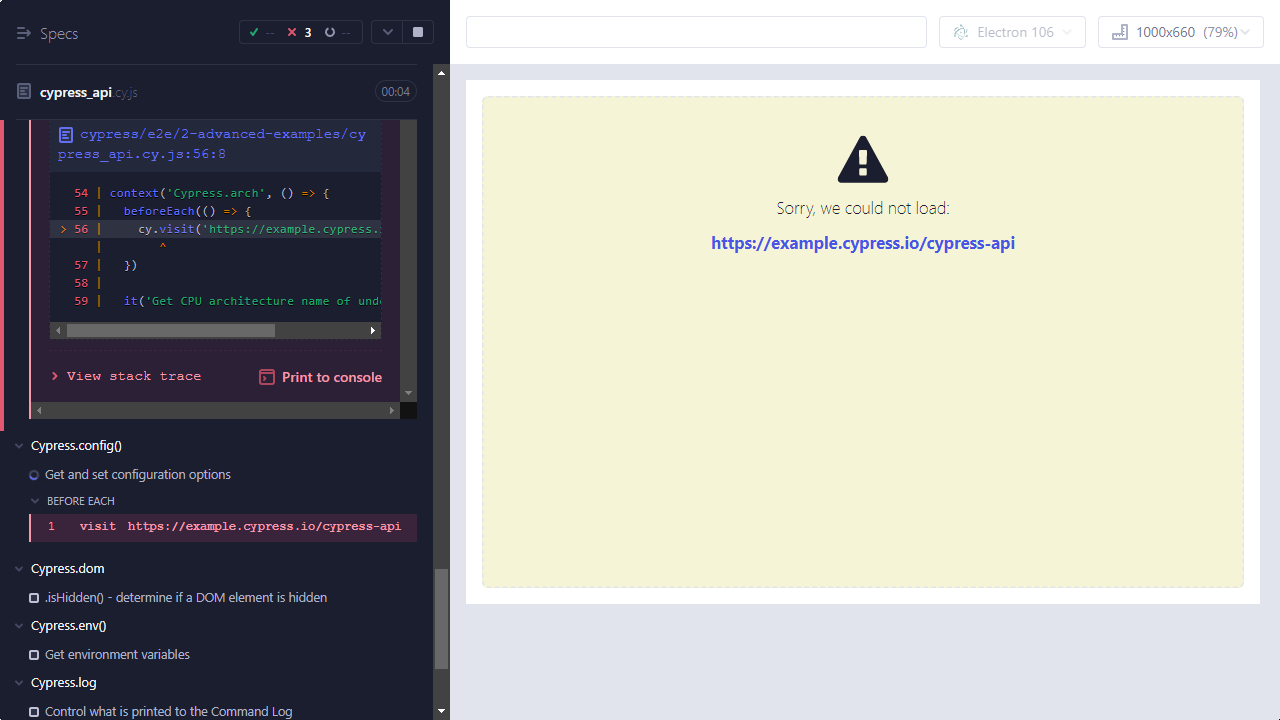 Specs
--
3
--
Electron 106
1000x660 (79%)
cypress_api.cy.js
00:04
cypress/e2e/2-advanced-examples/cy
press_api.cy.js:56:8
54 | context('Cypress.arch', () => {
55 |   beforeEach(() => {
> 56 |     cy.visit('https://example.cypress.
|        ^
57 |   })
58 |
59 |   it('Get CPU architecture name of unde
View stack trace
Print to console
Cypress.config()
Get and set configuration options
BEFORE EACH
1 visit https://example.cypress.io/cypress-api
Cypress.dom
.isHidden() - determine if a DOM element is hidden
Cypress.env()
Get environment variables
Cypress.log
Control what is printed to the Command Log
Sorry, we could not load:
https://example.cypress.io/cypress-api